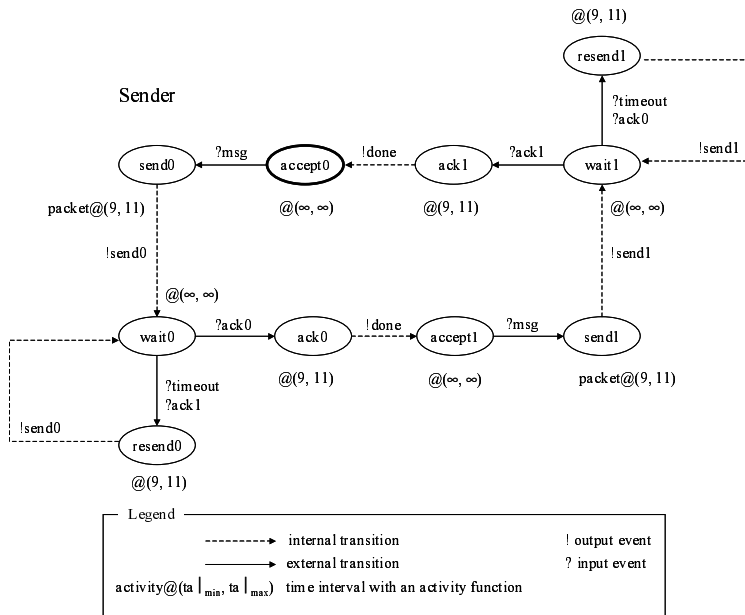 @(9, 11)
resend1
Sender
?timeout
?ack0
!send1
?msg
!done
?ack1
send0
accept0
ack1
wait1
packet@(9, 11)
@(∞, ∞)
@(9, 11)
@(∞, ∞)
!send0
!send1
@(∞, ∞)
?ack0
!done
?msg
wait0
ack0
accept1
send1
@(9, 11)
@(∞, ∞)
packet@(9, 11)
?timeout
?ack1
!send0
resend0
@(9, 11)
Legend
internal transition
! output event
external transition
? input event
activity@(ta|min, ta|max) time interval with an activity function